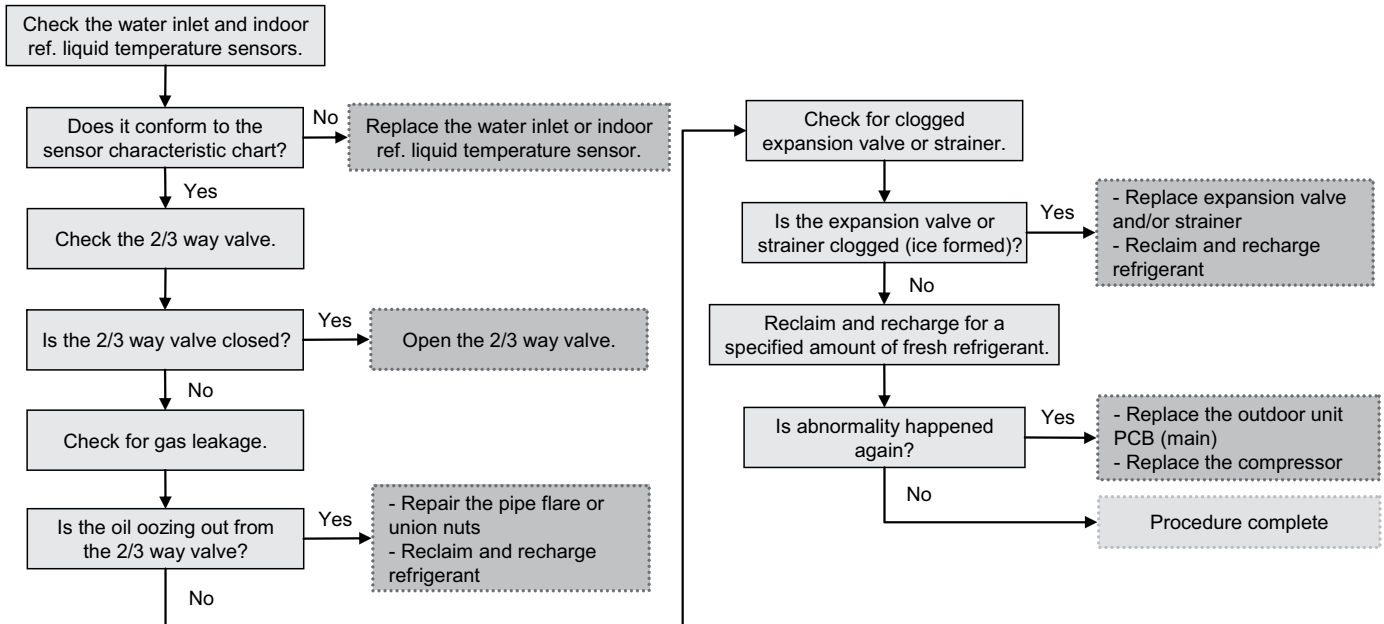 Check the water inlet and indoor
ref. liquid temperature sensors.
Does it conform to the
sensor characteristic chart?
No
Replace the water inlet or indoor
ref. liquid temperature sensor.
Yes
Check the 2/3 way valve.
Is the 2/3 way valve closed?
Yes
Open the 2/3 way valve.
No
Check for gas leakage.
Is the oil oozing out from
the 2/3 way valve?
Yes
- Repair the pipe flare or
union nuts
- Reclaim and recharge
refrigerant
No
Check for clogged
expansion valve or strainer.
Is the expansion valve or
strainer clogged (ice formed)?
Yes
- Replace expansion valve
and/or strainer
- Reclaim and recharge
refrigerant
No
Reclaim and recharge for a
specified amount of fresh refrigerant.
Is abnormality happened
again?
Yes
- Replace the outdoor unit
PCB (main)
- Replace the compressor
No
Procedure complete